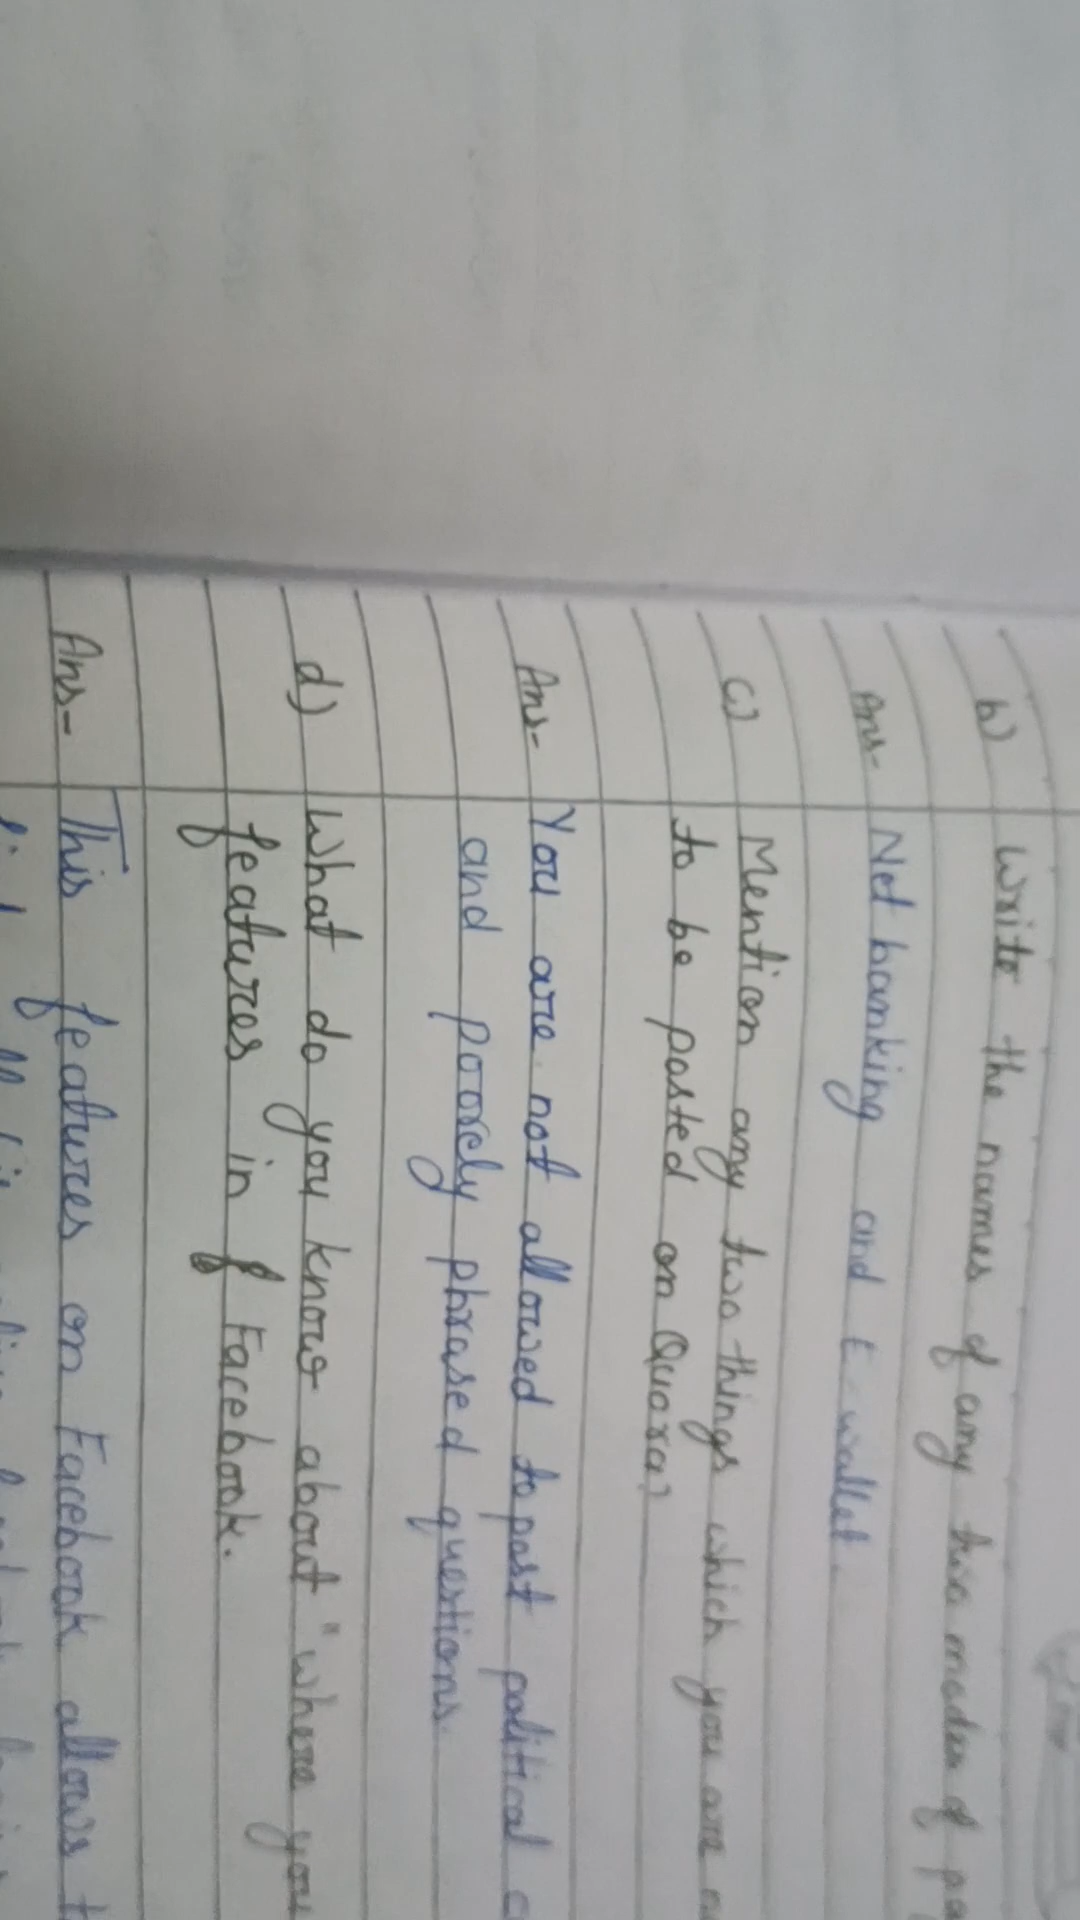 b) Write the names of any two modes of
Ans- Net banking and E-wallet.
c) Mention any two things which you are
to be posted on Quora?
Ans- You are not allowed to post political
and poorely phrased questions.
d) What do you know about "where you
features in Facebook.
Ans- This features on Facebook allows